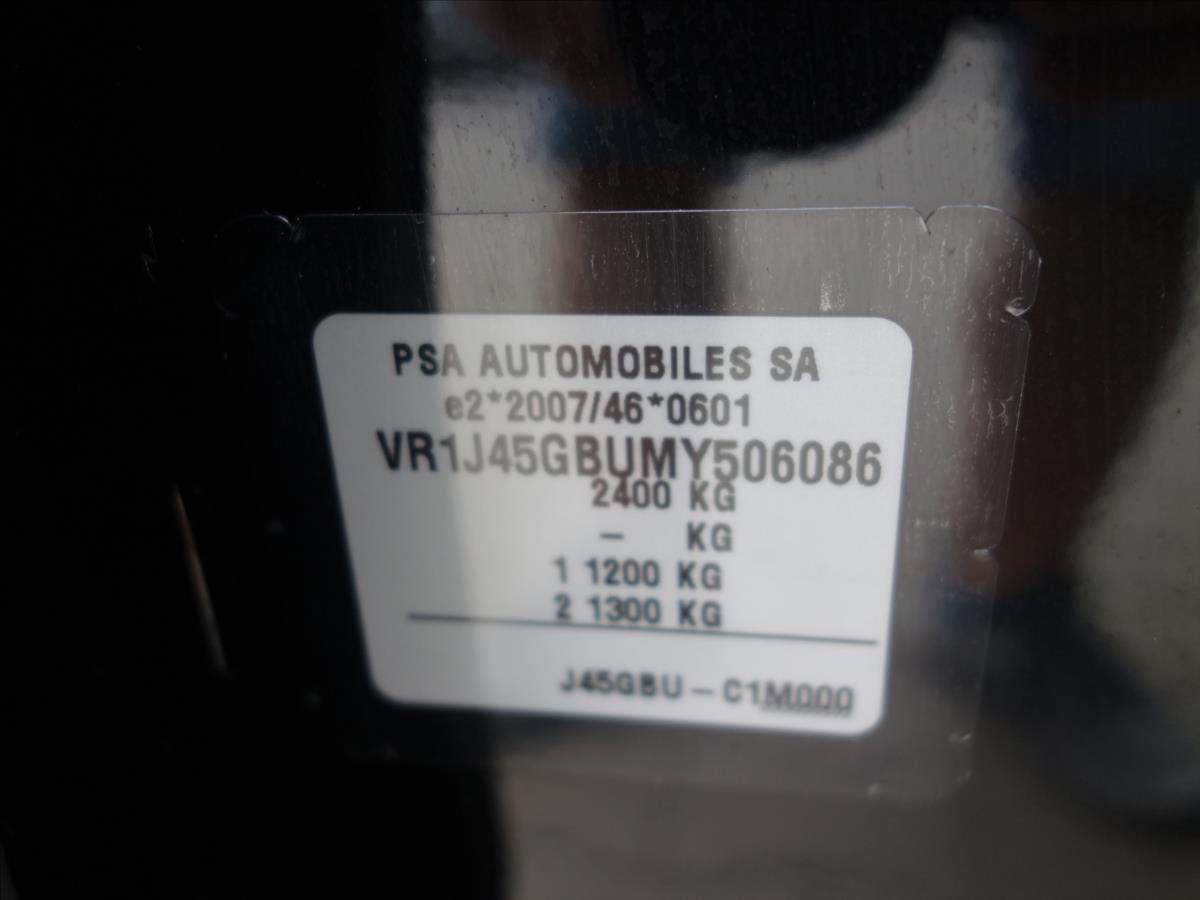 PSA AUTOMOBILES SA
e2*2007/46*0601
VR1J45GBUMY506086
2400 KG
– KG
1 1200 KG
2 1300 KG
J45GBU – C1M000